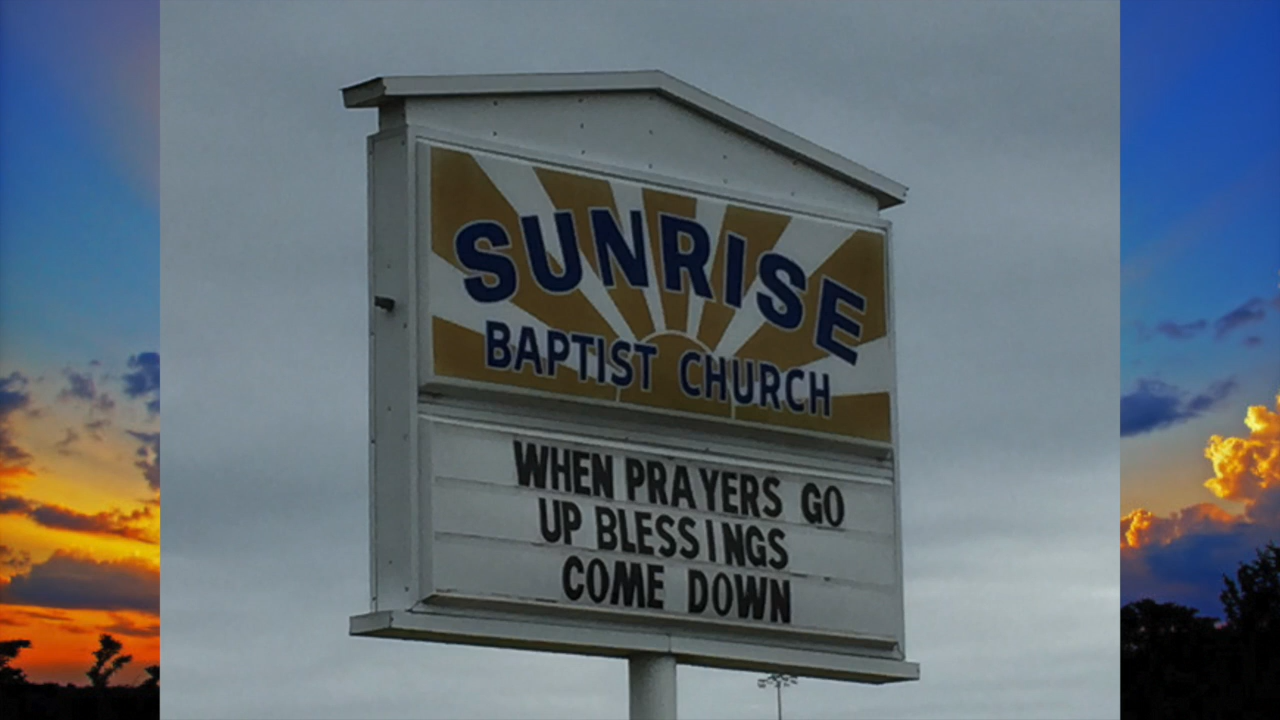 SUNRISE
BAPTIST CHURCH
WHEN PRAYERS GO
UP BLESSINGS
COME DOWN